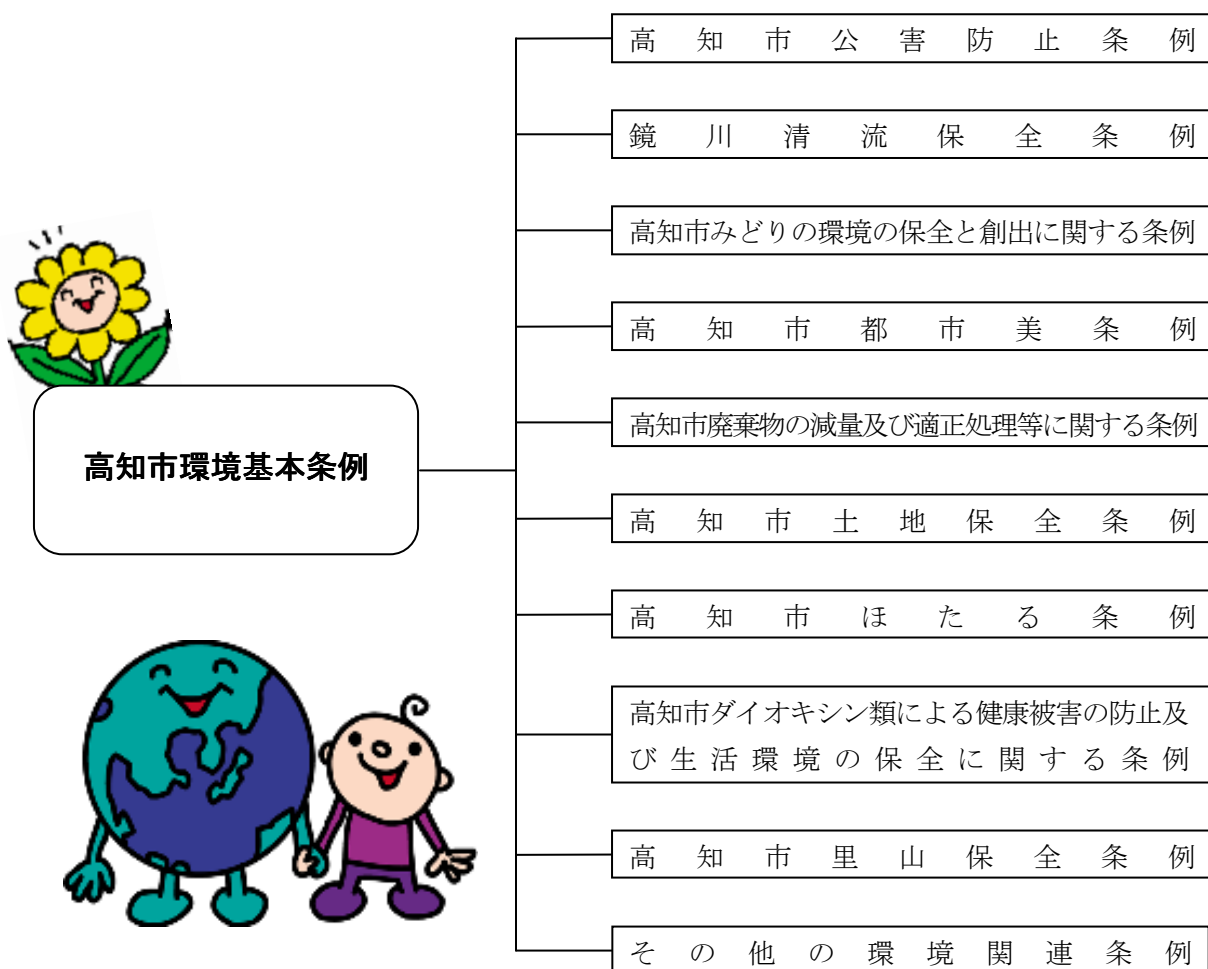 高知市公害防止条例
鏡川清流保全条例
高知市みどりの環境の保全と創出に関する条例
高知市都市美条例
高知市廃棄物の減量及び適正処理等に関する条例
高知市環境基本条例
高知市土地保全条例
高知市ほたる条例
高知市ダイオキシン類による健康被害の防止及
び生活環境の保全に関する条例
高知市里山保全条例
その他の環境関連条例